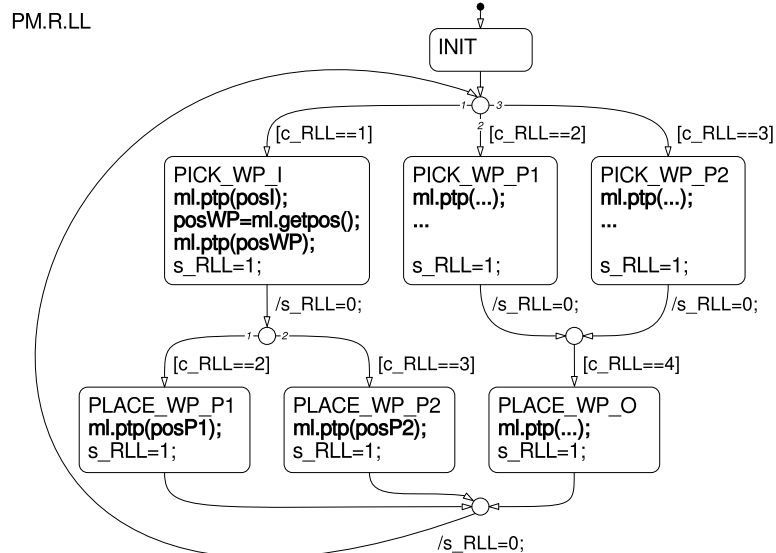 PM.R.LL
INIT
1
3
2
[c_RLL==1]
[c_RLL==2]
[c_RLL==3]
PICK_WP_I
ml.ptp(posI);
posWP=ml.getpos();
ml.ptp(posWP);
s_RLL=1;
PICK_WP_P1
ml.ptp(...);
...
s_RLL=1;
PICK_WP_P2
ml.ptp(...);
...
s_RLL=1;
/s_RLL=0;
/s_RLL=0;
/s_RLL=0;
1
2
[c_RLL==2]
[c_RLL==3]
[c_RLL==4]
PLACE_WP_P1
ml.ptp(posP1);
s_RLL=1;
PLACE_WP_P2
ml.ptp(posP2);
s_RLL=1;
PLACE_WP_O
ml.ptp(...);
s_RLL=1;
/s_RLL=0;